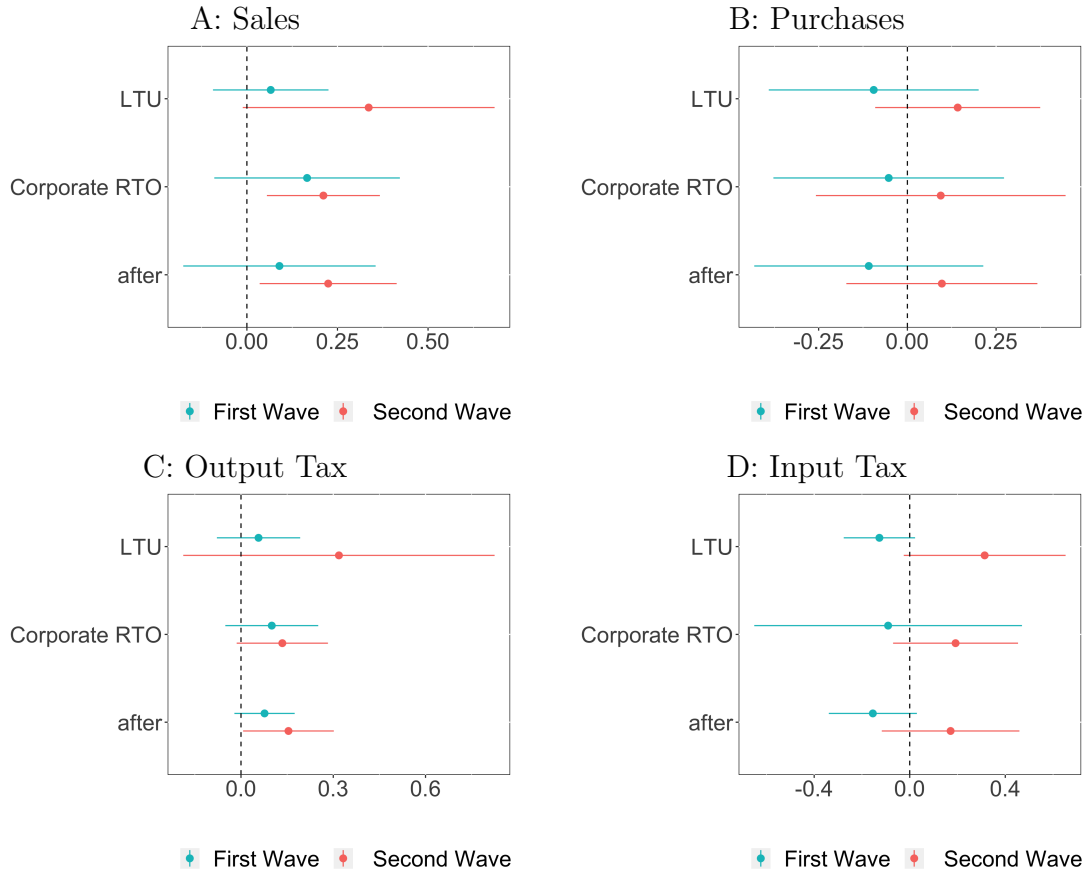 A: Sales
LTU
Corporate RTO
after
0.00 0.25 0.50
First Wave Second Wave
B: Purchases
LTU
Corporate RTO
after
-0.25 0.00 0.25
First Wave Second Wave
C: Output Tax
LTU
Corporate RTO
after
0.0 0.3 0.6
First Wave Second Wave
D: Input Tax
LTU
Corporate RTO
after
-0.4 0.0 0.4
First Wave Second Wave